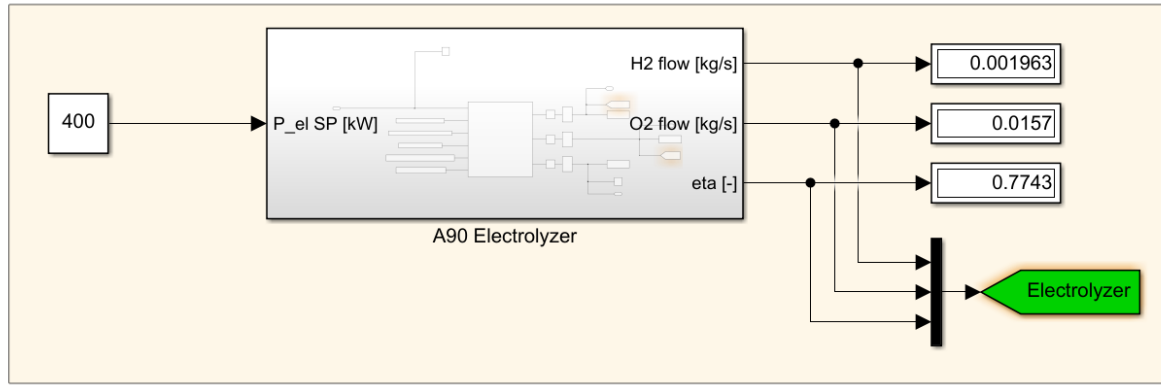 400
P_el SP [kW]
H2 flow [kg/s]
O2 flow [kg/s]
eta [-]
A90 Electrolyzer
0.001963
0.0157
0.7743
Electrolyzer